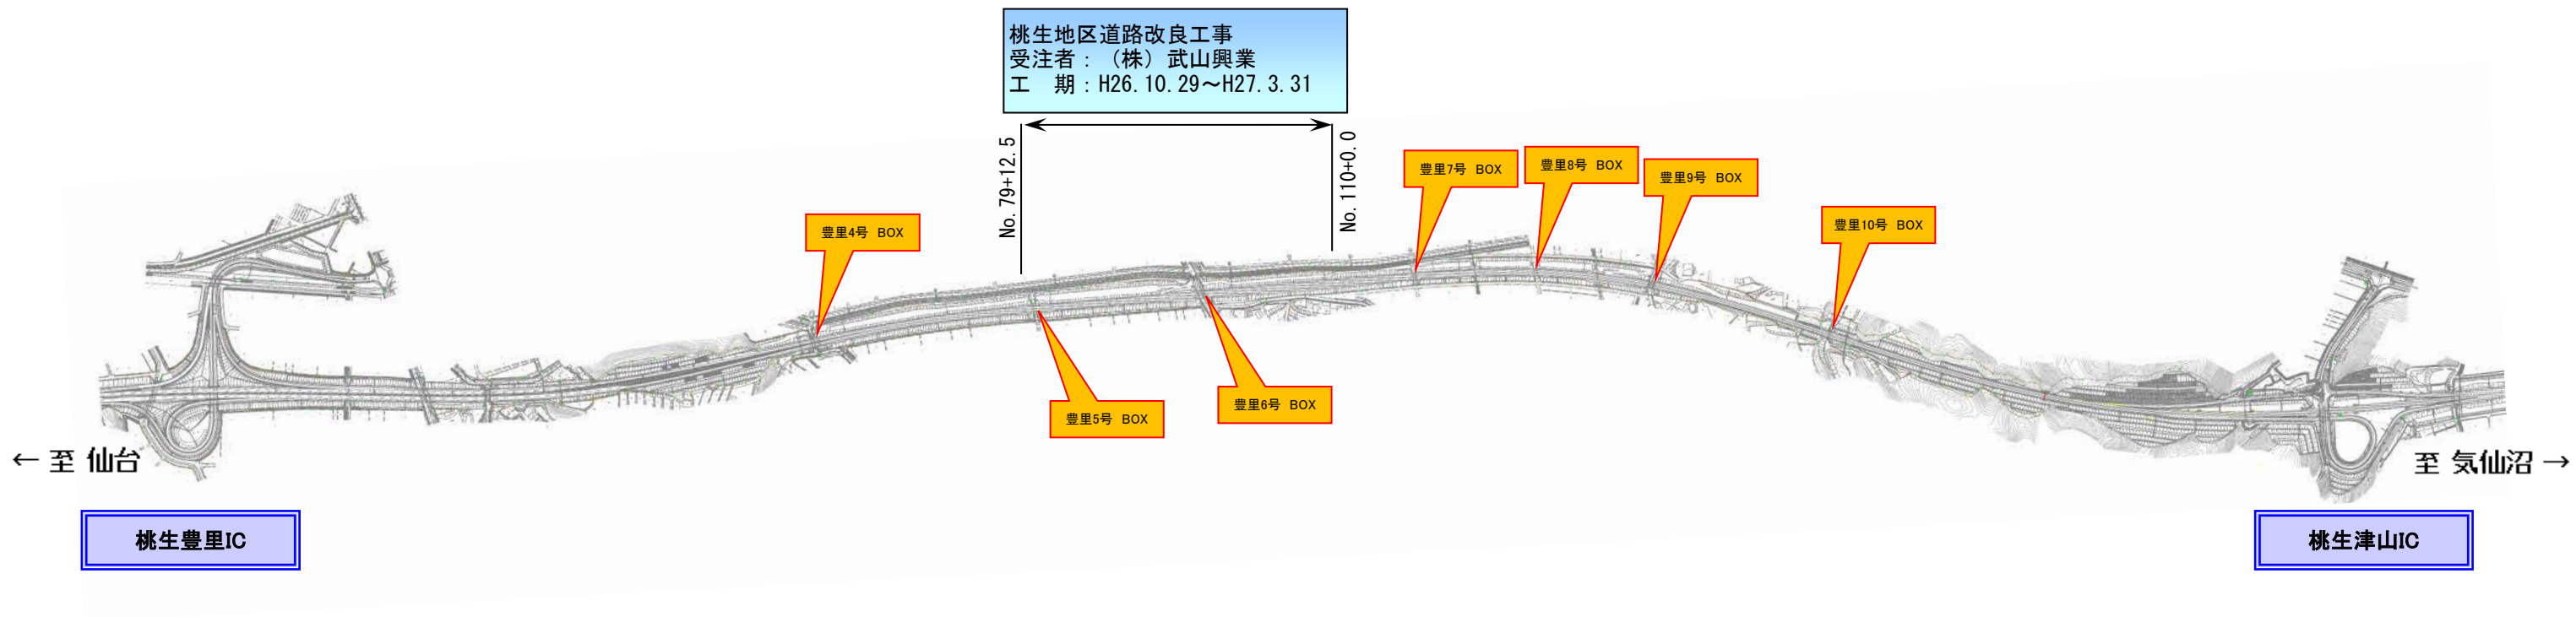 桃生地区道路改良工事
受注者：（株）武山興業
工　期：H26.10.29～H27.3.31
No.79+12.5
No.110+0.0
豊里4号 BOX
豊里7号 BOX
豊里8号 BOX
豊里9号 BOX
豊里10号 BOX
豊里5号 BOX
豊里6号 BOX
← 至 仙台
至 気仙沼 →
桃生豊里IC
桃生津山IC